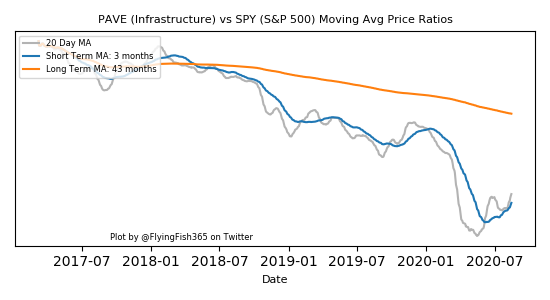 PAVE (Infrastructure) vs SPY (S&P 500) Moving Avg Price Ratios
20 Day MA
Short Term MA: 3 months
Long Term MA: 43 months
Plot by @FlyingFish365 on Twitter
2017-07 2018-01 2018-07 2019-01 2019-07 2020-01 2020-07
Date